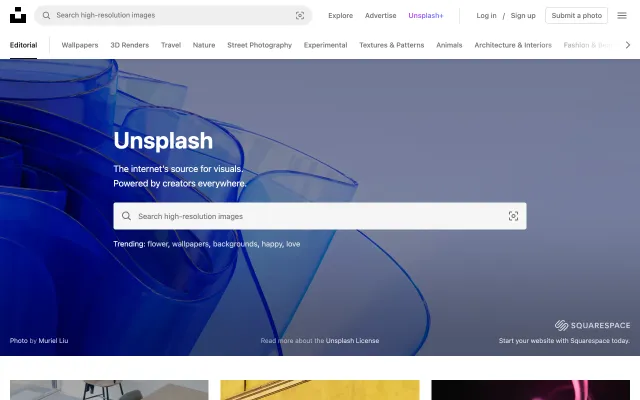 Search high-resolution images
Explore
Advertise
Unsplash+
Log in / Sign up
Submit a photo
Editorial
Wallpapers
3D Renders
Travel
Nature
Street Photography
Experimental
Textures & Patterns
Animals
Architecture & Interiors
Fashion &
Unsplash
The internet's source for visuals.
Powered by creators everywhere.
Search high-resolution images
Trending: flower, wallpapers, backgrounds, happy, love
SQUARESPACE
Photo by Muriel Liu
Read more about the Unsplash License
Start your website with Squarespace today.